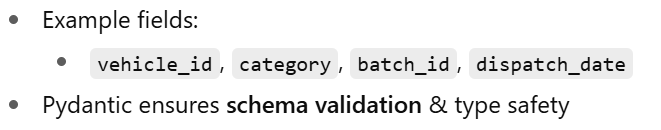 Example fields:
vehicle_id, category, batch_id, dispatch_date
Pydantic ensures schema validation & type safety